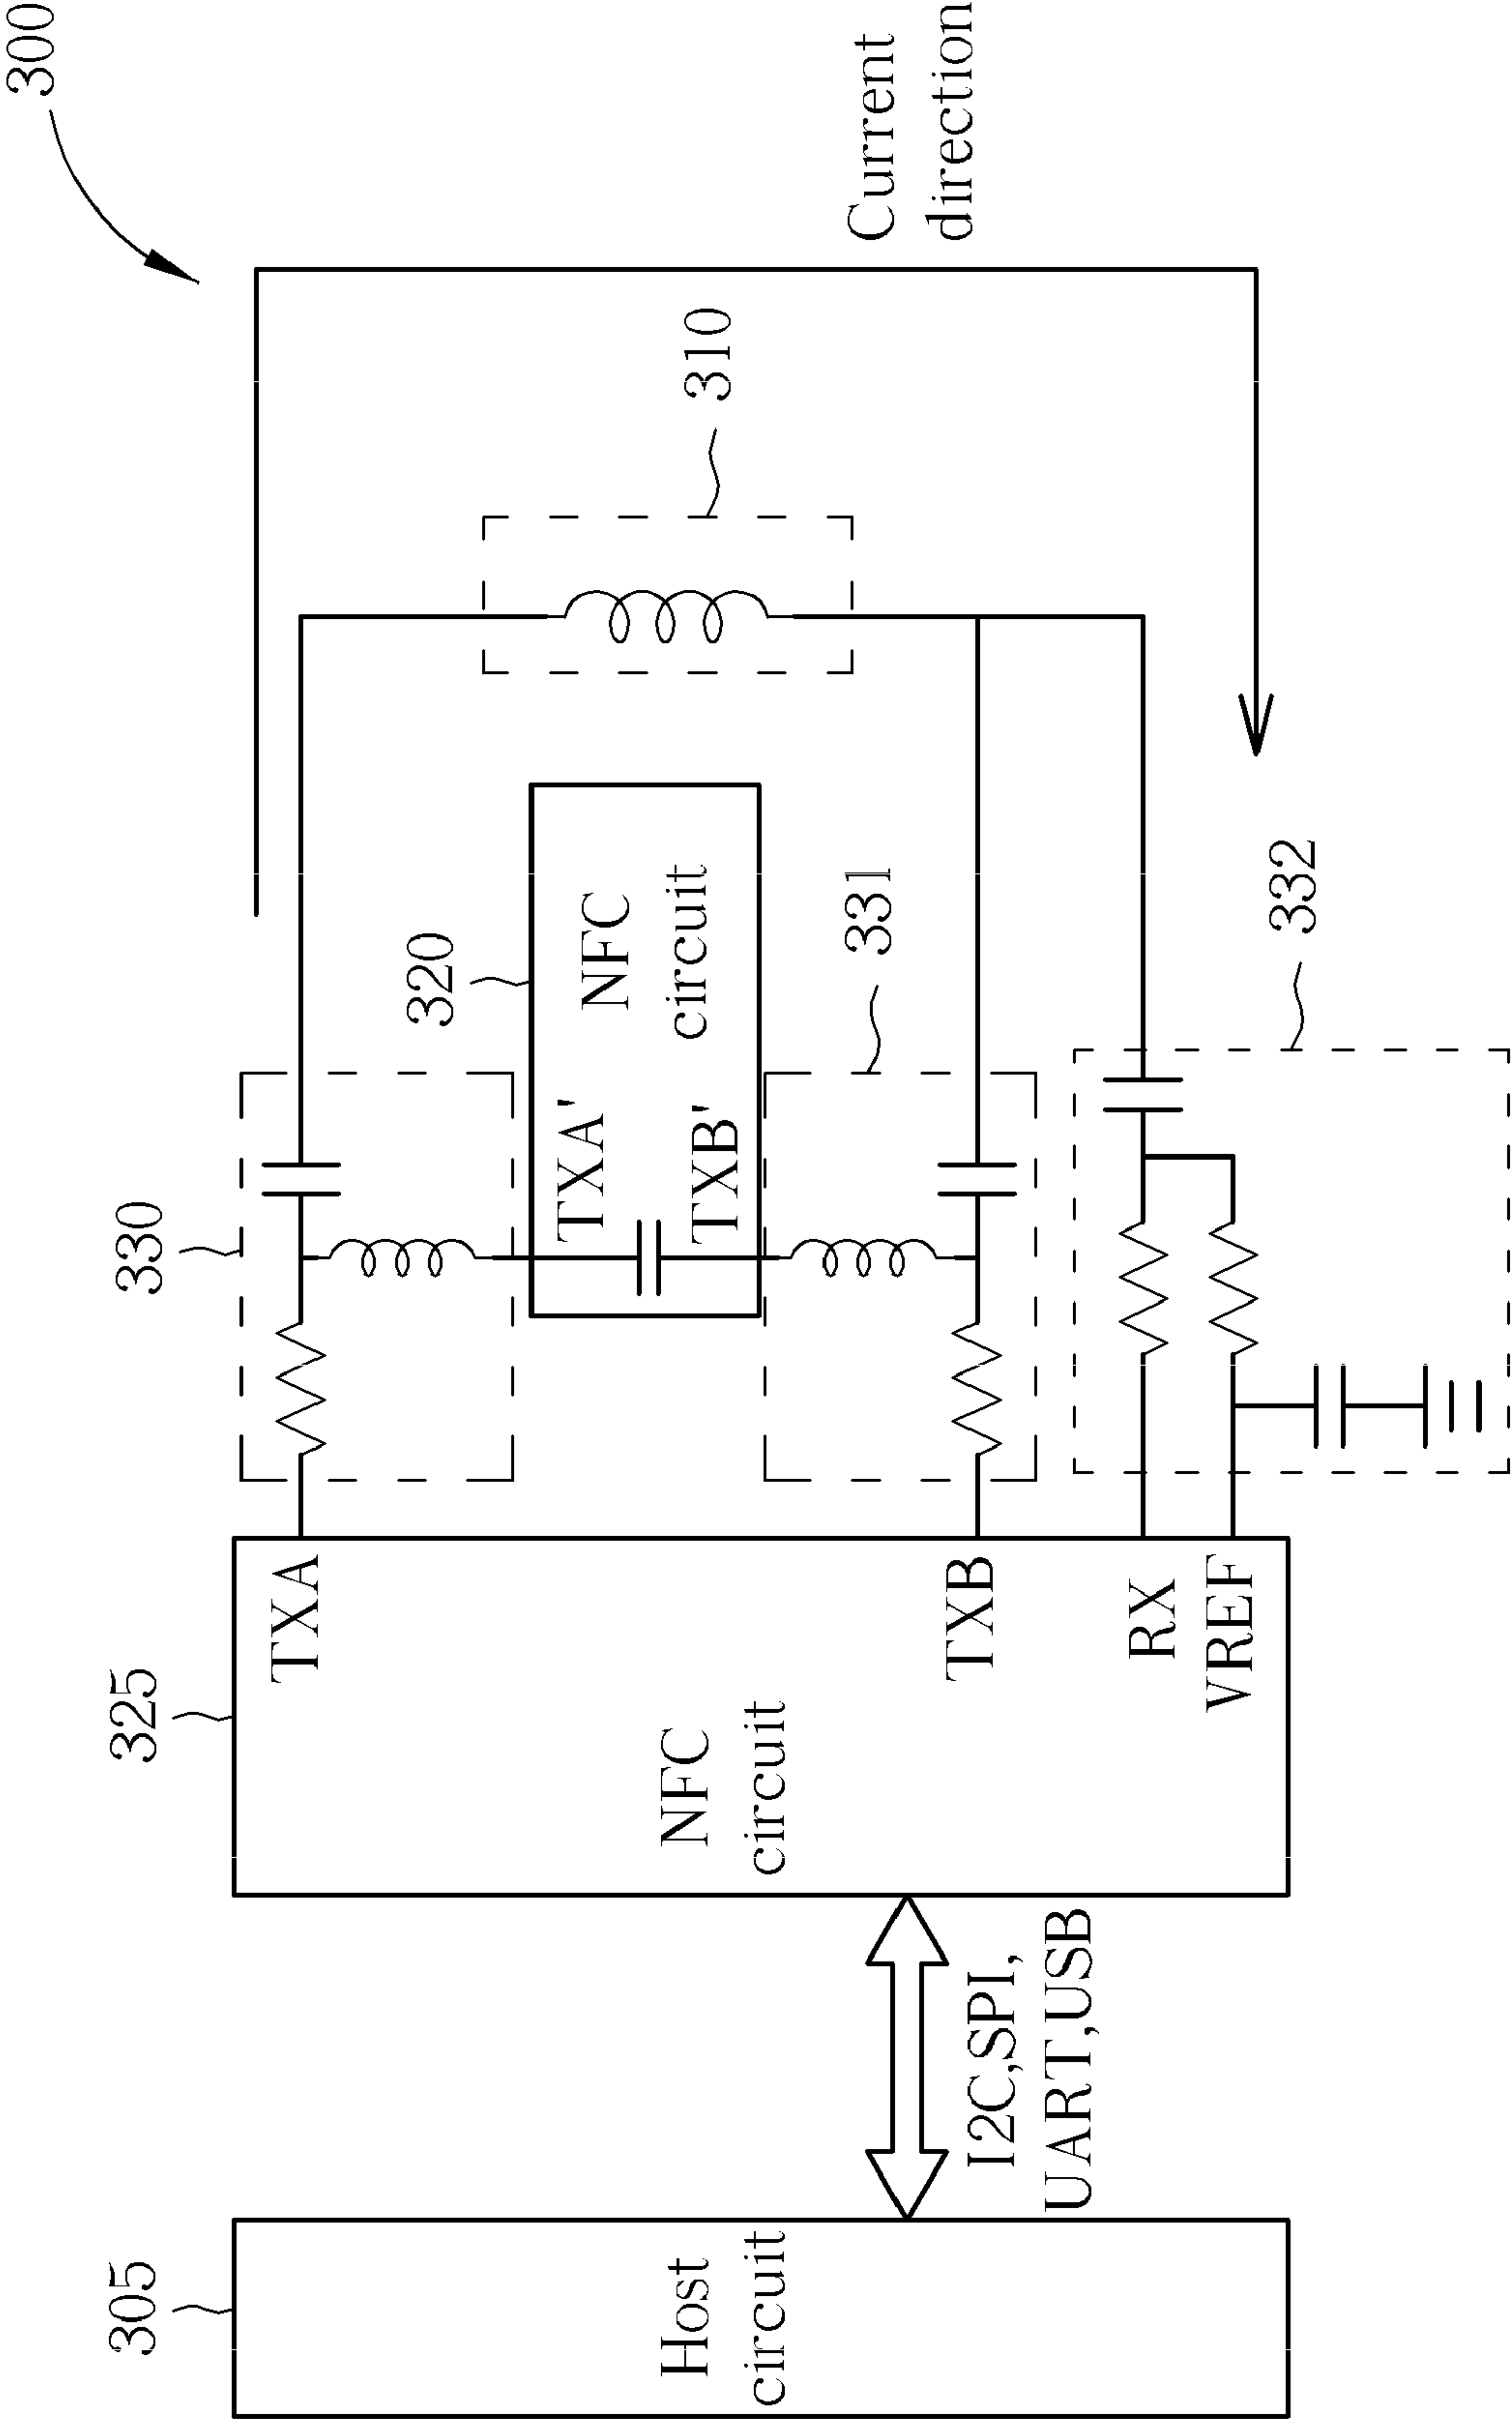 300
305
Host
circuit
I2C,SPI,
UART,USB
325
NFC
circuit
TXA
TXB
RX
VREF
330
320
NFC
circuit
TXA'
TXB'
331
332
310
Current
direction